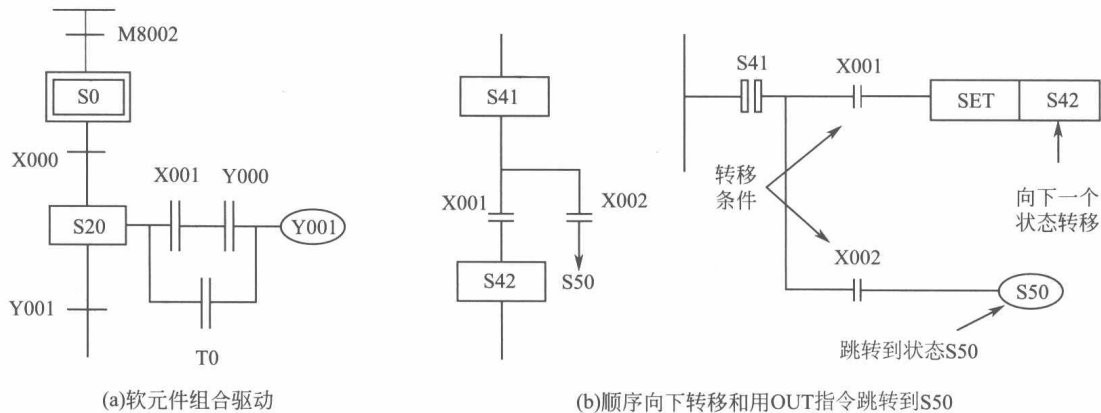 M8002
S0
X000
X001
Y000
S20
Y001
Y001
T0
(a)软元件组合驱动
S41
X001
X002
S42
S50
S41
X001
SET
S42
转移
条件
向下一个
状态转移
X002
S50
跳转到状态S50
(b)顺序向下转移和用OUT指令跳转到S50